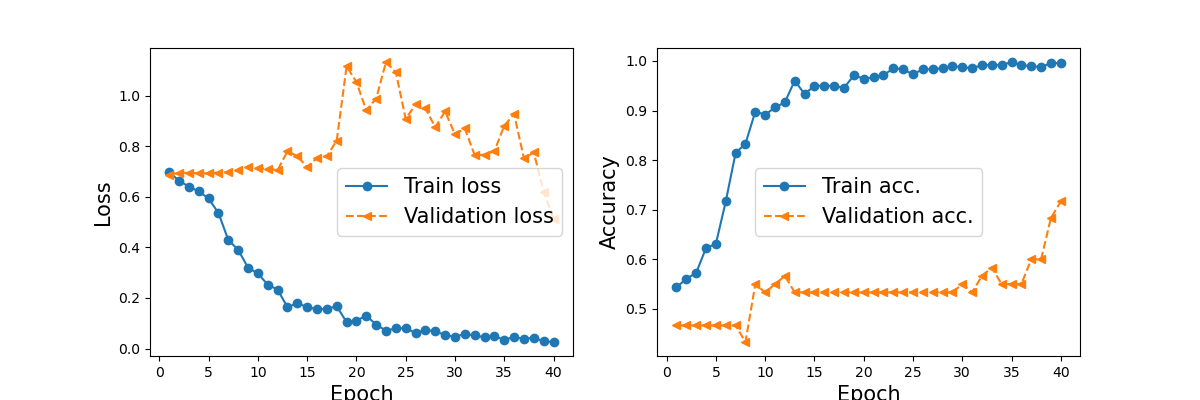 Loss
1.0
0.8
0.6
0.4
0.2
0.0
Train loss
Validation loss
0 5 10 15 20 25 30 35 40
Epoch
Accuracy
1.0
0.9
0.8
0.7
0.6
0.5
Train acc.
Validation acc.
0 5 10 15 20 25 30 35 40
Epoch